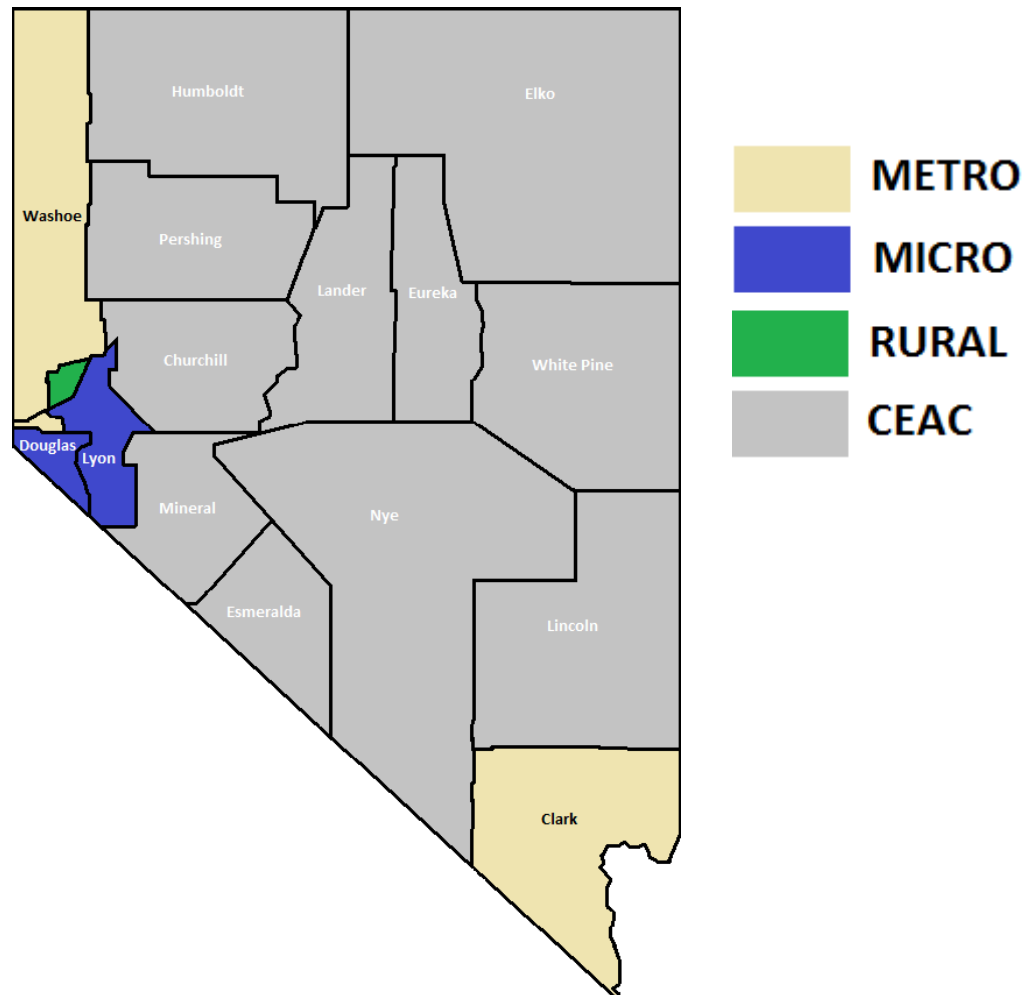 Humboldt
Elko
Washoe
Pershing
Lander
Eureka
Churchill
White Pine
Douglas
Lyon
Mineral
Nye
Esmeralda
Lincoln
Clark
METRO
MICRO
RURAL
CEAC